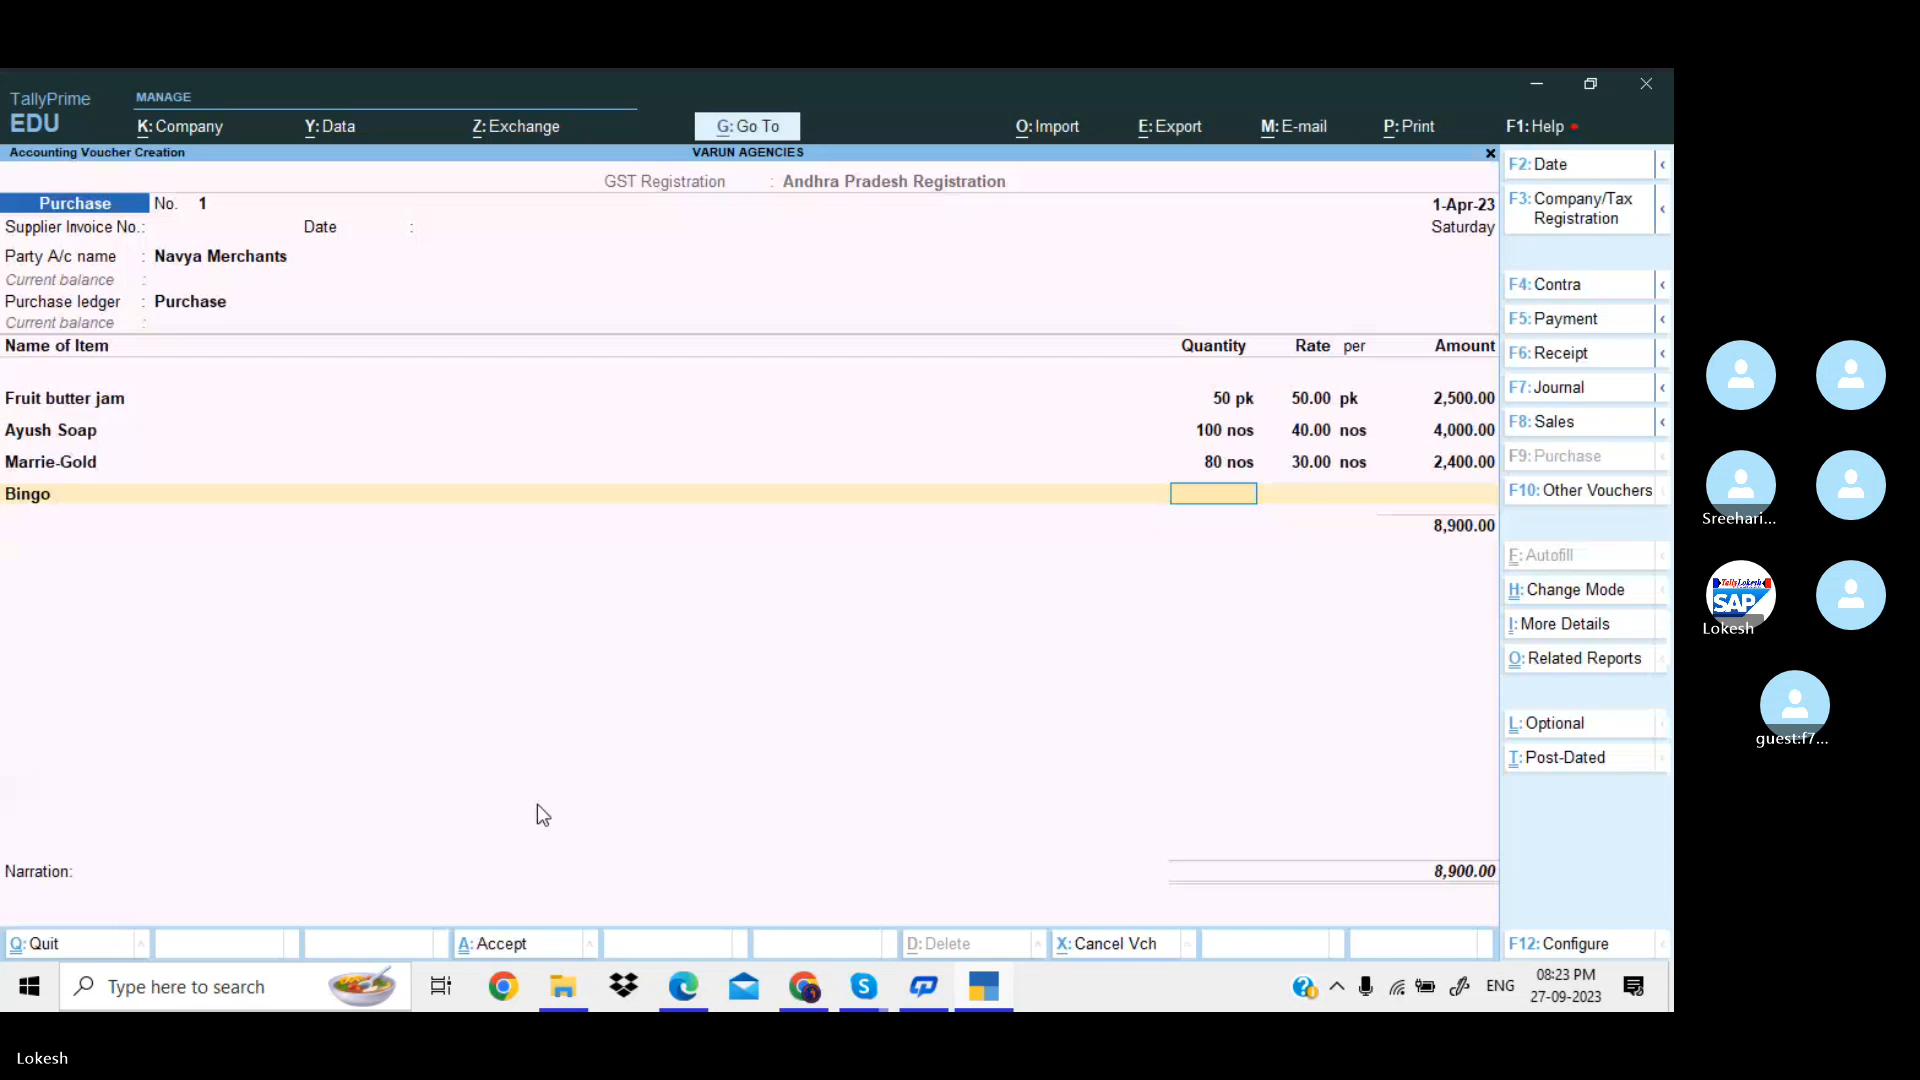 TallyPrime
EDU
MANAGE
K: Company
Y: Data
Z: Exchange
G: Go To
O: Import
E: Export
M: E-mail
P: Print
F1: Help
Accounting Voucher Creation
VARUN AGENCIES
GST Registration : Andhra Pradesh Registration
Purchase No. 1
1-Apr-23
Supplier Invoice No.: Date :
Saturday
Party A/c name : Navya Merchants
Current balance :
Purchase ledger : Purchase
Current balance :
Name of Item Quantity Rate per Amount
Fruit butter jam 50 pk 50.00 pk 2,500.00
Ayush Soap 100 nos 40.00 nos 4,000.00
Marrie-Gold 80 nos 30.00 nos 2,400.00
Bingo
8,900.00
Narration: 8,900.00
F2: Date
F3: Company/Tax
Registration
F4: Contra
F5: Payment
F6: Receipt
F7: Journal
F8: Sales
F9: Purchase
F10: Other Vouchers
F: Autofill
H: Change Mode
I: More Details
O: Related Reports
L: Optional
T: Post-Dated
F12: Configure
Q: Quit
A: Accept
D: Delete
X: Cancel Vch
Type here to search
ENG
08:23 PM
27-09-2023
Sreehari...
TallyLokesh
SAP
Lokesh
guest:f7...
Lokesh